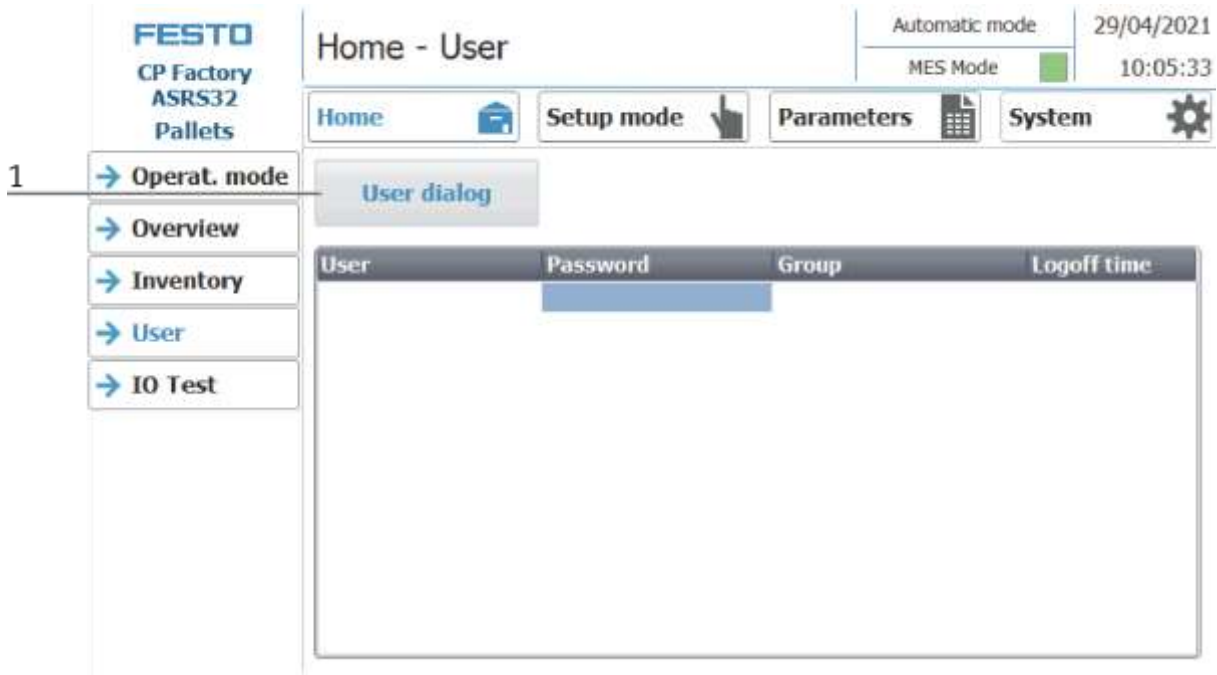 FESTO
CP Factory
ASRS32
Pallets
Home - User
Automatic mode
MES Mode
29/04/2021
10:05:33
Home
Setup mode
Parameters
System
1
Operat. mode
Overview
Inventory
User
IO Test
User dialog
User Password Group Logoff time